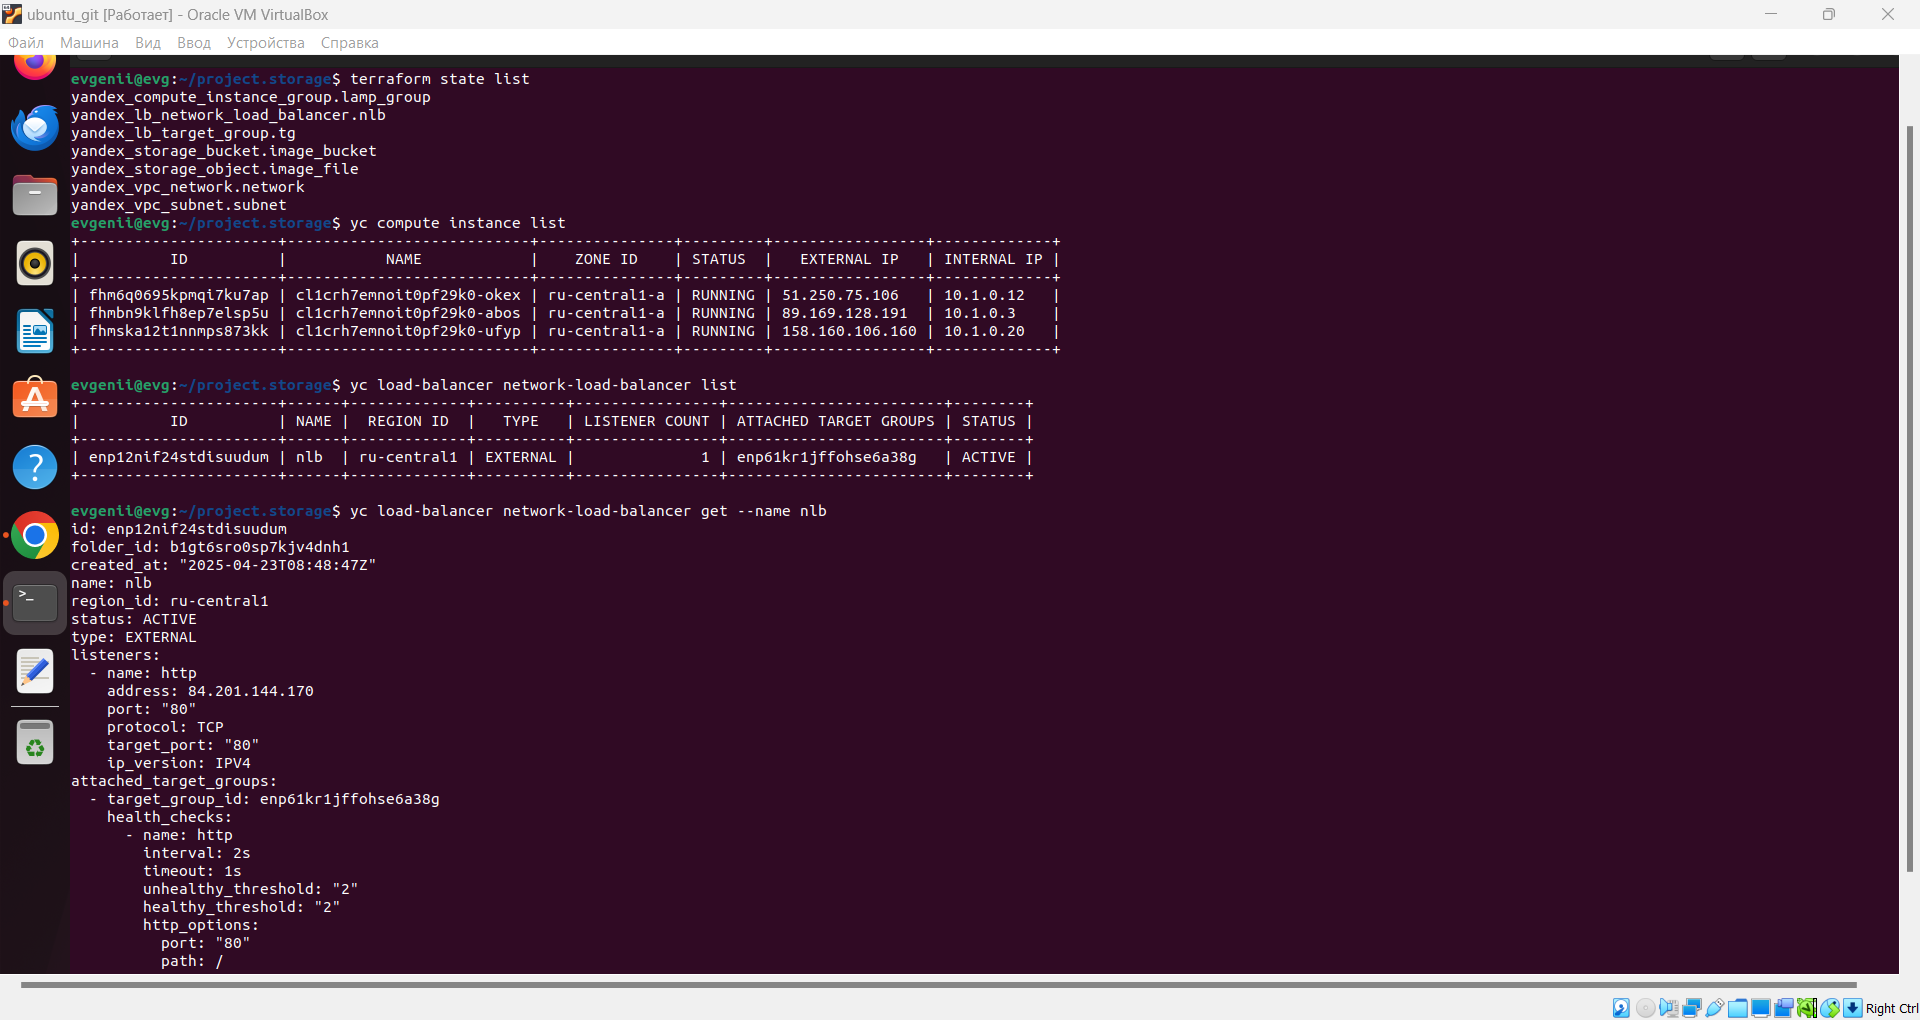 ubuntu_git [Работает] - Oracle VM VirtualBox
Файл Машина Вид Ввод Устройства Справка
evgenii@evg:~/project.storage$ terraform state list
yandex_compute_instance_group.lamp_group
yandex_lb_network_load_balancer.nlb
yandex_lb_target_group.tg
yandex_storage_bucket.image_bucket
yandex_storage_object.image_file
yandex_vpc_network.network
yandex_vpc_subnet.subnet
evgenii@evg:~/project.storage$ yc compute instance list
+----------------------+---------------------------+---------------+---------+-----------------+-------------+
|          ID          |           NAME            |    ZONE ID    | STATUS  |   EXTERNAL IP   | INTERNAL IP |
+----------------------+---------------------------+---------------+---------+-----------------+-------------+
| fhm6q0695kpmqi7ku7ap | cl1crh7emnoit0pf29k0-okex | ru-central1-a | RUNNING | 51.250.75.106   | 10.1.0.12   |
| fhmbn9klfh8ep7elsp5u | cl1crh7emnoit0pf29k0-abos | ru-central1-a | RUNNING | 89.169.128.191  | 10.1.0.3    |
| fhmska12t1nnmps873kk | cl1crh7emnoit0pf29k0-ufyp | ru-central1-a | RUNNING | 158.160.106.160 | 10.1.0.20   |
+----------------------+---------------------------+---------------+---------+-----------------+-------------+
evgenii@evg:~/project.storage$ yc load-balancer network-load-balancer list
+----------------------+------+-------------+----------+----------------+------------------------+--------+
|          ID          | NAME |  REGION ID  |   TYPE   | LISTENER COUNT | ATTACHED TARGET GROUPS | STATUS |
+----------------------+------+-------------+----------+----------------+------------------------+--------+
| enp12nif24stdisuudum | nlb  | ru-central1 | EXTERNAL |              1 | enp61kr1jffohse6a38g   | ACTIVE |
+----------------------+------+-------------+----------+----------------+------------------------+--------+
evgenii@evg:~/project.storage$ yc load-balancer network-load-balancer get --name nlb
id: enp12nif24stdisuudum
folder_id: b1gt6sro0sp7kjv4dnh1
created_at: "2025-04-23T08:48:47Z"
name: nlb
region_id: ru-central1
status: ACTIVE
type: EXTERNAL
listeners:
  - name: http
    address: 84.201.144.170
    port: "80"
    protocol: TCP
    target_port: "80"
    ip_version: IPV4
attached_target_groups:
  - target_group_id: enp61kr1jffohse6a38g
    health_checks:
      - name: http
        interval: 2s
        timeout: 1s
        unhealthy_threshold: "2"
        healthy_threshold: "2"
        http_options:
          port: "80"
          path: /
Right Ctrl